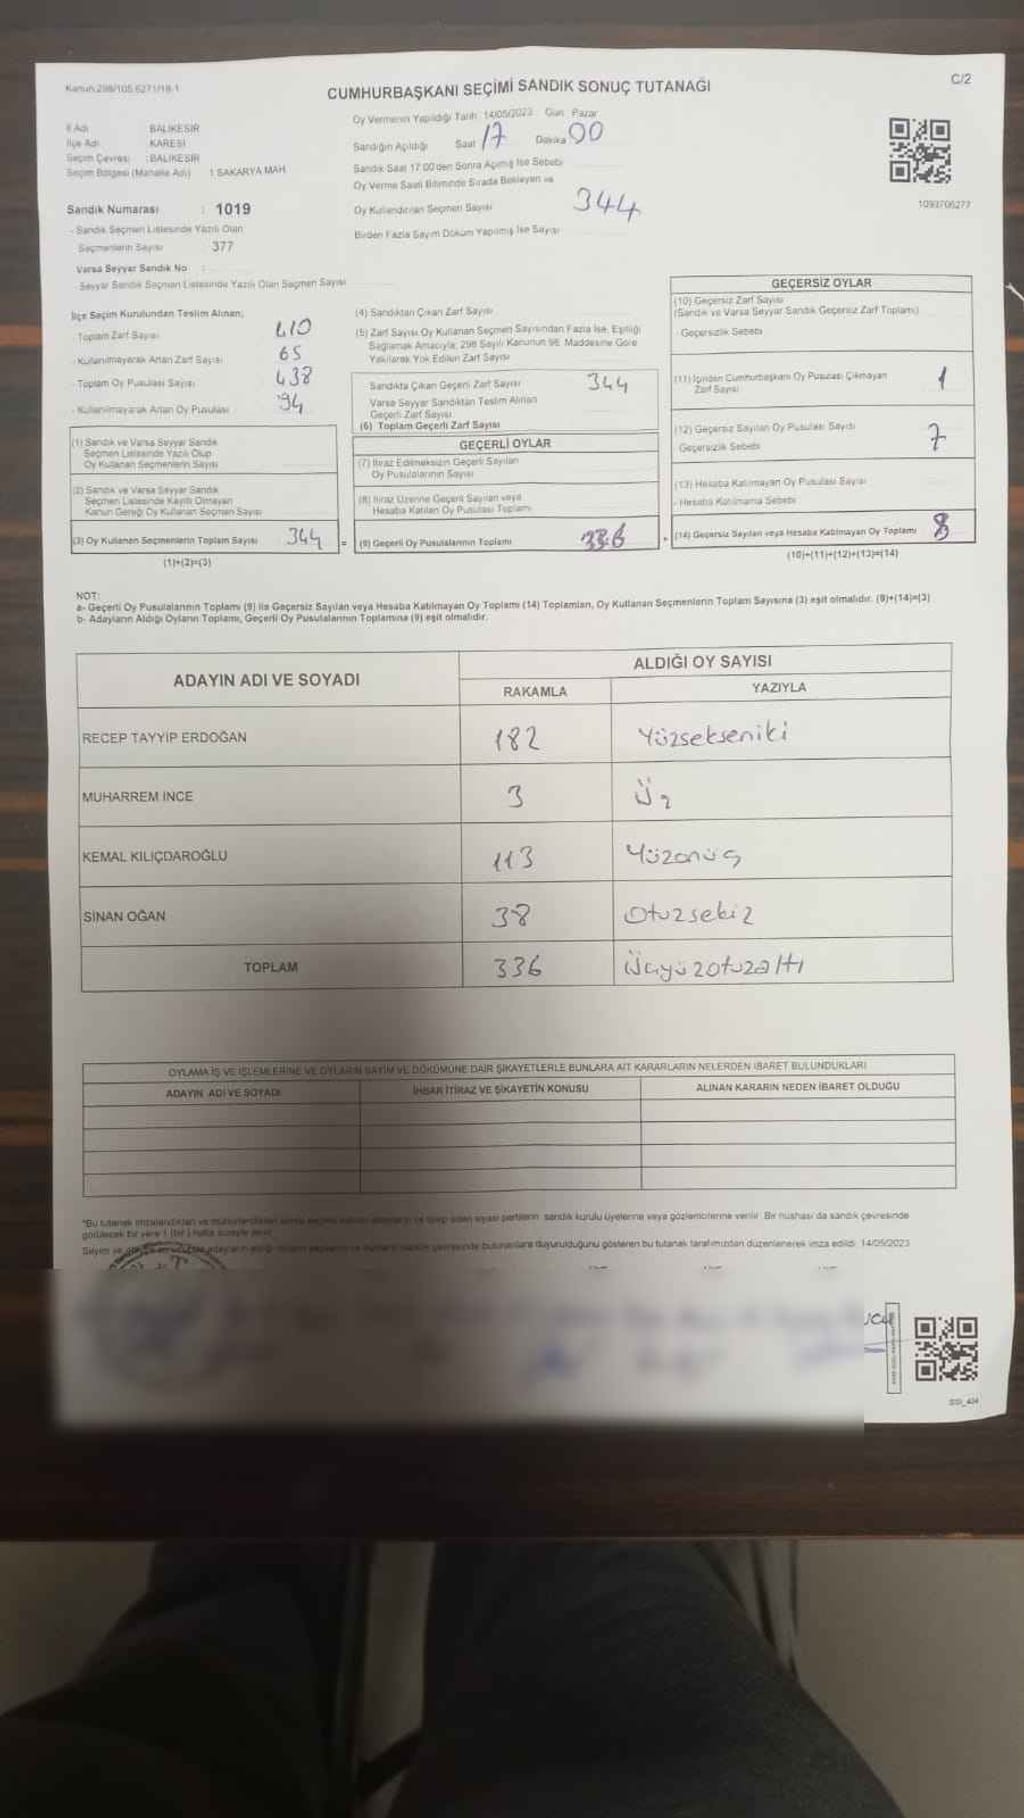 Kanun:298/105.6271/18-1
CUMHURBAŞKANI SEÇİMİ SANDIK SONUÇ TUTANAĞI
C/2
İl Adı BALIKESİR
İlçe Adı KARESİ
Seçim Çevresi :BALIKESİR
Seçim Bölgesi (Mahalle Adı) 1 SAKARYA MAH.
Sandık Numarası : 1019
- Sandık Seçmen Listesinde Yazılı Olan
Seçmenlerin Sayısı 377
Varsa Seyyar Sandık No :
- Seyyar Sandık Seçmen Listesinde Yazılı Olan Seçmen Sayısı
Oy Vermenin Yapıldığı Tarih: 14/05/2023 Gün: Pazar
Sandığın Açıldığı Saat 17 Dakika 00
Sandık Saat 17:00'den Sonra Açılmış İse Sebebi
Oy Verme Saati Bitiminde Sırada Bekleyen ve
Oy Kullandırılan Seçmen Sayısı 344
Birden Fazla Sayım Döküm Yapılmış İse Sayısı
1093706277
İlçe Seçim Kurulundan Teslim Alınan;
- Toplam Zarf Sayısı 410
- Kullanılmayarak Artan Zarf Sayısı 65
- Toplam Oy Pusulası Sayısı 438
- Kullanılmayarak Artan Oy Pusulası 94
(1) Sandık ve Varsa Seyyar Sandık
Seçmen Listesinde Yazılı Olup
Oy Kullanan Seçmenlerin Sayısı
(2) Sandık ve Varsa Seyyar Sandık
Seçmen Listesinde Kayıtlı Olmayan
Kanun Gereği Oy Kullanan Seçmen Sayısı
(3) Oy Kullanan Seçmenlerin Toplam Sayısı 344
(1)+(2)=(3)
(4) Sandıktan Çıkan Zarf Sayısı
(5) Zarf Sayısı Oy Kullanan Seçmen Sayısından Fazla İse, Eşitliği
Sağlamak Amacıyla; 298 Sayılı Kanunun 98. Maddesine Göre
Yakılarak Yok Edilen Zarf Sayısı
Sandıkta Çıkan Geçerli Zarf Sayısı 344
Varsa Seyyar Sandıktan Teslim Alınan
Geçerli Zarf Sayısı
(6) Toplam Geçerli Zarf Sayısı
GEÇERLİ OYLAR
(7) İtiraz Edilmeksizin Geçerli Sayılan
Oy Pusulalarının Sayısı
(8) İtiraz Üzerine Geçerli Sayılan veya
Hesaba Katılan Oy Pusulası Toplamı
= (9) Geçerli Oy Pusulalarının Toplamı 336
GEÇERSİZ OYLAR
(10) Geçersiz Zarf Sayısı
(Sandık ve Varsa Seyyar Sandık Geçersiz Zarf Toplamı)
- Geçersizlik Sebebi
(11) İçinden Cumhurbaşkanı Oy Pusulası Çıkmayan
Zarf Sayısı 1
(12) Geçersiz Sayılan Oy Pusulası Sayısı 7
Geçersizlik Sebebi
(13) Hesaba Katılmayan Oy Pusulası Sayısı
- Hesaba Katılmama Sebebi
+ (14) Geçersiz Sayılan veya Hesaba Katılmayan Oy Toplamı 8
(10)+(11)+(12)+(13)=(14)
NOT:
a- Geçerli Oy Pusulalarının Toplamı (9) ile Geçersiz Sayılan veya Hesaba Katılmayan Oy Toplamı (14) Toplamları, Oy Kullanan Seçmenlerin Toplam Sayısına (3) eşit olmalıdır. (9)+(14)=(3)
b- Adayların Aldığı Oyların Toplamı, Geçerli Oy Pusulalarının Toplamına (9) eşit olmalıdır.
ADAYIN ADI VE SOYADI
ALDIĞI OY SAYISI
RAKAMLA YAZIYLA
RECEP TAYYİP ERDOĞAN 182 Yüzsekseniki
MUHARREM İNCE 3 Üç
KEMAL KILIÇDAROĞLU 113 Yüzonüç
SİNAN OĞAN 38 Otuzsekiz
TOPLAM 336 Üçyüzotuzaltı
OYLAMA İŞ VE İŞLEMLERİNE VE OYLARIN SAYIM VE DÖKÜMÜNE DAİR ŞİKAYETLERLE BUNLARA AİT KARARLARIN NELERDEN İBARET BULUNDUKLARI
ADAYIN ADI VE SOYADI İHBAR İTİRAZ VE ŞİKAYETİN KONUSU ALINAN KARARIN NEDEN İBARET OLDUĞU
"Bu tutanak siyasi partilerin sandık kurulu üyelerine veya gözlemcilerine verilir. Bir nüshası da sandık çevresinde
görülecek bir yere 1 (bir) hafta süreyle
Sayım ve bulunanlara duyurulduğunu gösteren bu tutanak tarafımızdan düzenlenerek imza edildi. 14/05/2023